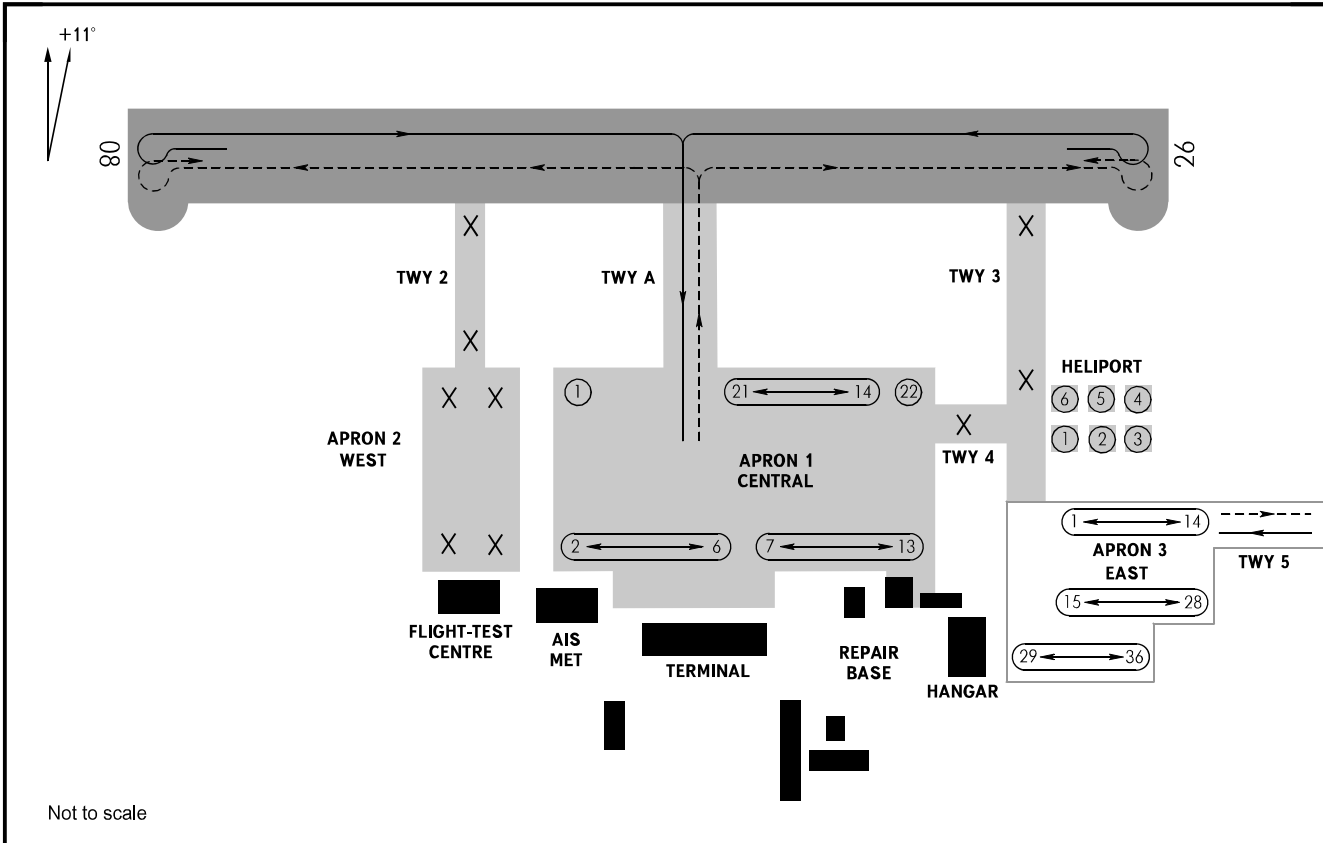 +11°
08
26
TWY 2
TWY A
TWY 3
X
X
X
X
HELIPORT
1
21 14
22
6 5 4
X X
APRON 2
WEST
APRON 1
CENTRAL
X
TWY 4
1 2 3
1 14
APRON 3
EAST
TWY 5
X X
2 6
7 13
15 28
FLIGHT-TEST
CENTRE
AIS
MET
TERMINAL
REPAIR
BASE
HANGAR
29 36
Not to scale